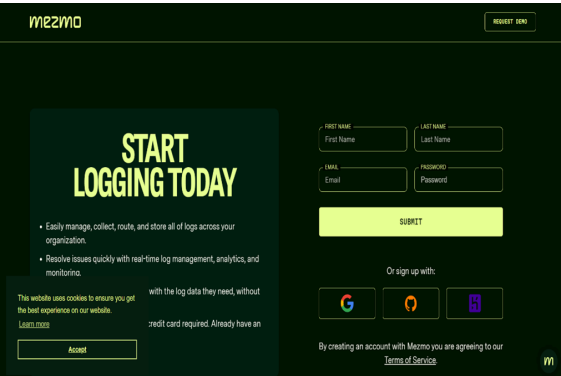 mezmo
REQUEST DEMO
START
LOGGING TODAY
• Easily manage, collect, route, and store all of logs across your
organization.
• Resolve issues quickly with real-time log management, analytics, and
monitoring.
with the log data they need, without
credit card required. Already have an
FIRST NAME
First Name
LAST NAME
Last Name
EMAIL
Email
PASSWORD
Password
SUBMIT
Or sign up with:
By creating an account with Mezmo you are agreeing to our
Terms of Service.
This website uses cookies to ensure you get
the best experience on our website.
Learn more
Accept
m